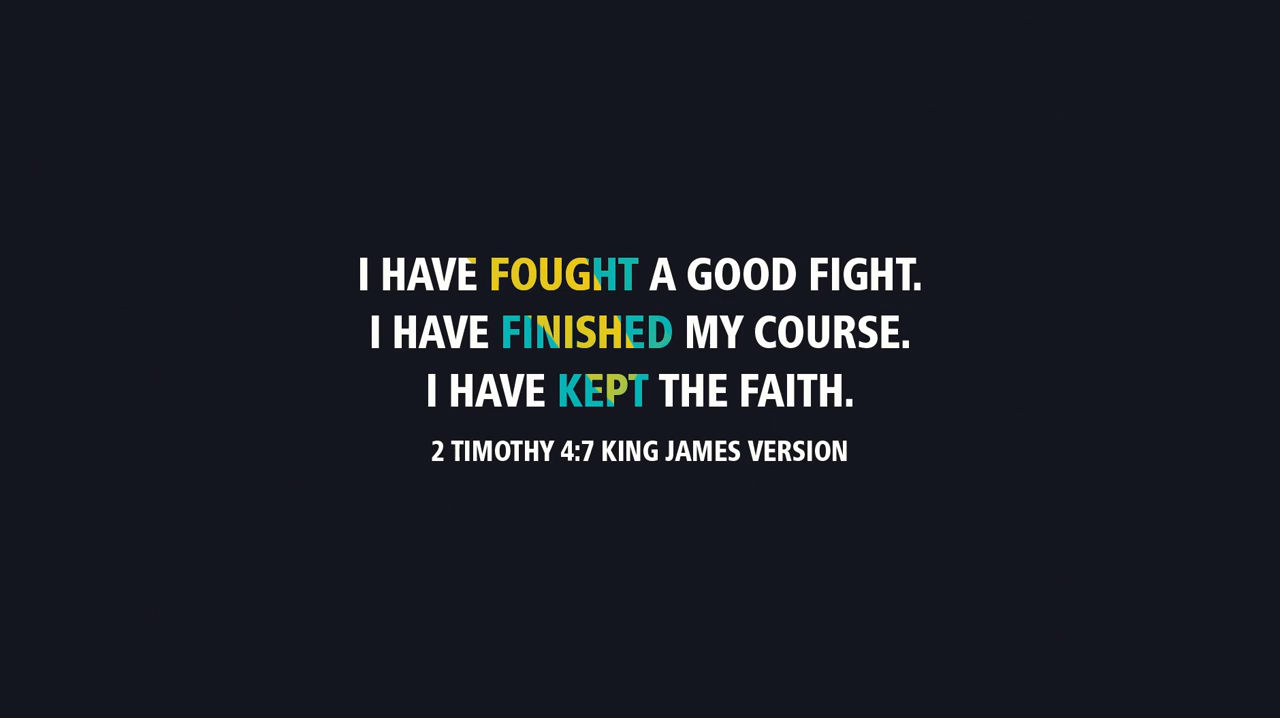 I HAVE FOUGHT A GOOD FIGHT.
I HAVE FINISHED MY COURSE.
I HAVE KEPT THE FAITH.
2 TIMOTHY 4:7 KING JAMES VERSION